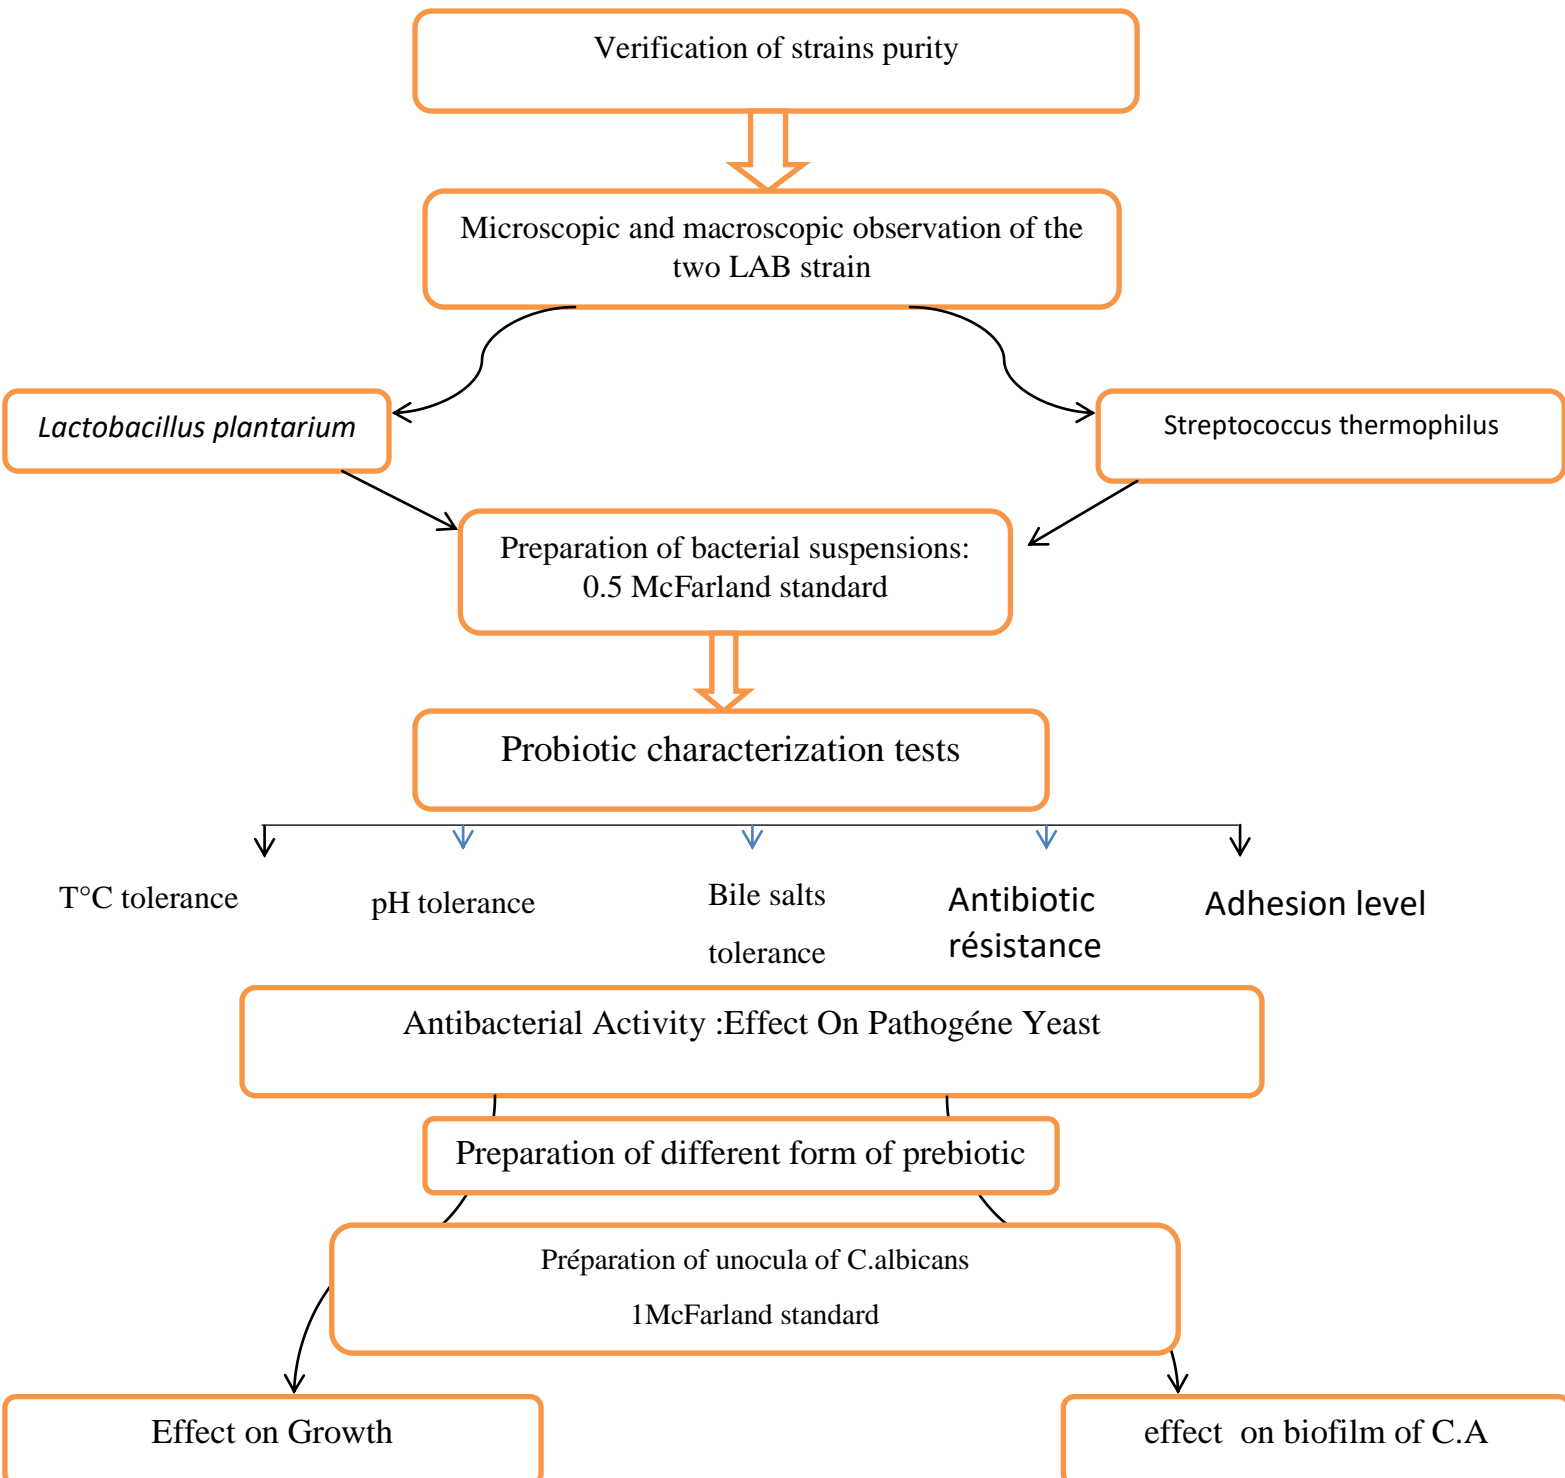 Verification of strains purity
Microscopic and macroscopic observation of the
two LAB strain
Lactobacillus plantarium
Streptococcus thermophilus
Preparation of bacterial suspensions:
0.5 McFarland standard
Probiotic characterization tests
T°C tolerance
pH tolerance
Bile salts
tolerance
Antibiotic
résistance
Adhesion level
Antibacterial Activity :Effect On Pathogéne Yeast
Preparation of different form of prebiotic
Préparation of unocula of C.albicans
1McFarland standard
Effect on Growth
effect on biofilm of C.A